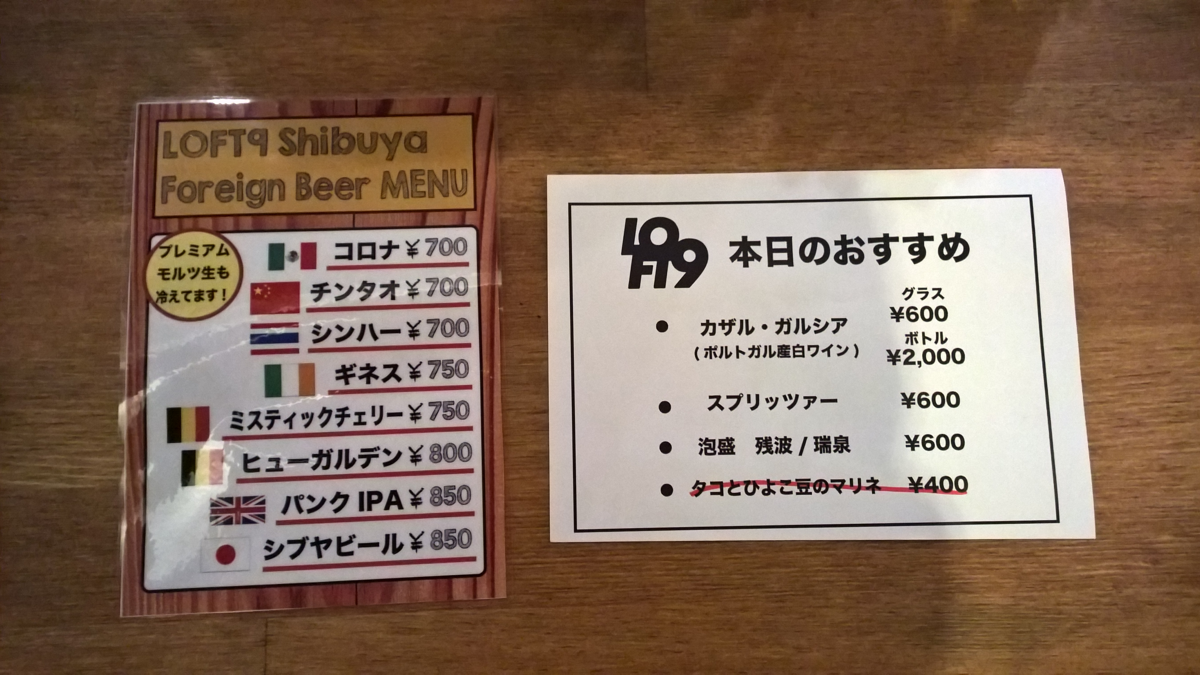 LOFT9 Shibuya
Foreign Beer MENU
プレミアム
モルツ生も
冷えてます!
コロナ ¥700
チンタオ ¥700
シンハー ¥700
ギネス ¥750
ミスティックチェリー ¥750
ヒューガルデン ¥800
パンク IPA ¥850
シブヤビール ¥850
LOFT9 本日のおすすめ
グラス
● カザル・ガルシア ¥600
(ポルトガル産白ワイン) ボトル
¥2,000
● スプリッツァー ¥600
● 泡盛 残波 / 瑞泉 ¥600
● タコとひよこ豆のマリネ ¥400